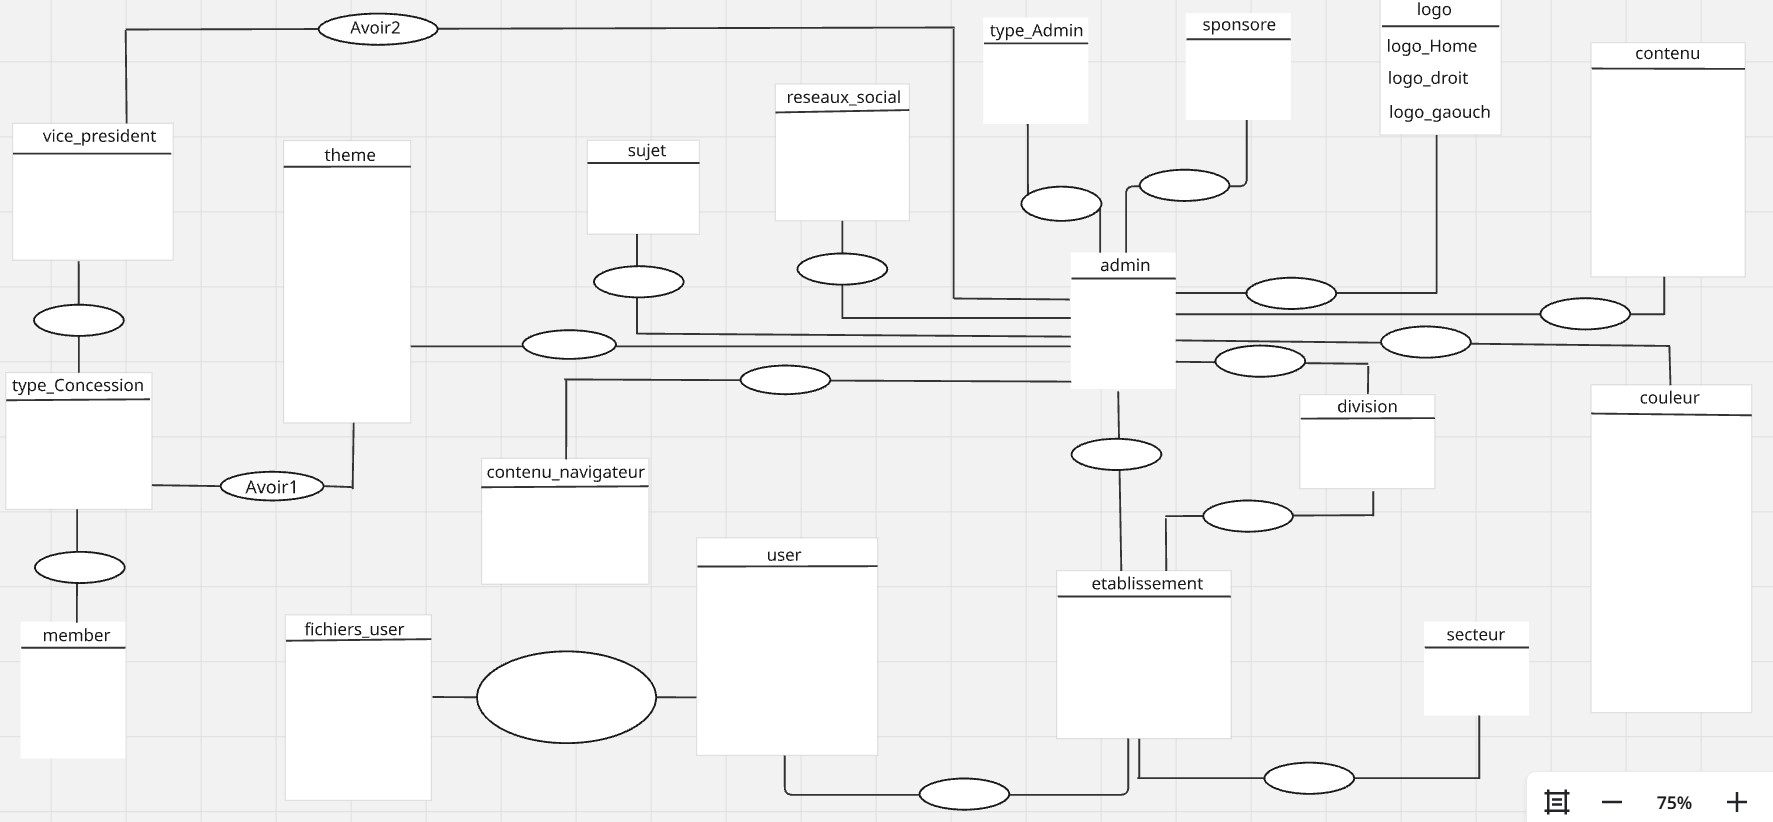 Avoir2
type_Admin
sponsore
logo
logo_Home
logo_droit
logo_gaouch
contenu
reseaux_social
vice_president
theme
sujet
admin
type_Concession
couleur
division
contenu_navigateur
Avoir1
user
etablissement
member
fichiers_user
secteur
75%